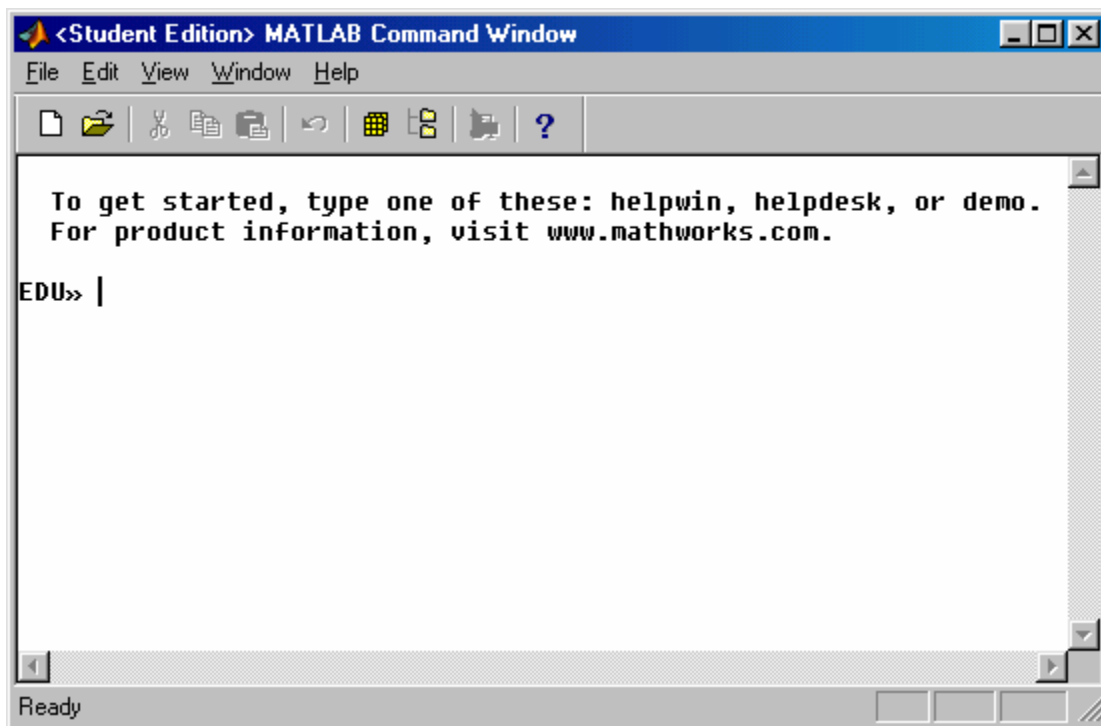 <Student Edition> MATLAB Command Window
File Edit View Window Help
?
To get started, type one of these: helpwin, helpdesk, or demo.
For product information, visit www.mathworks.com.
EDU»
Ready